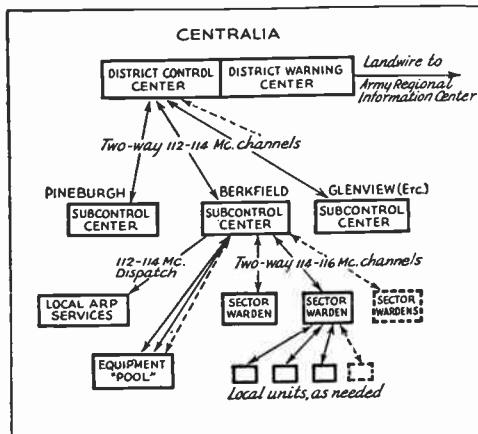 CENTRALIA
DISTRICT CONTROL CENTER
DISTRICT WARNING CENTER
Landwire to
Army Regional
Information Center
Two-way 112-114 Mc. channels
PINEBURGH
SUBCONTROL CENTER
BERKFIELD
SUBCONTROL CENTER
GLENVIEW (ETC.)
SUBCONTROL CENTER
112-114 Mc.
Dispatch
Two-way 114-116 Mc. channels
LOCAL ARP SERVICES
SECTOR WARDEN
SECTOR WARDEN
SECTOR WARDENS
EQUIPMENT "POOL"
Local units, as needed